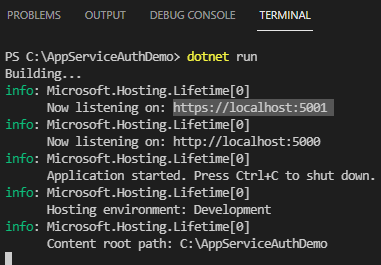 PROBLEMS OUTPUT DEBUG CONSOLE TERMINAL
PS C:\AppServiceAuthDemo> dotnet run
Building...
info: Microsoft.Hosting.Lifetime[0]
Now listening on: https://localhost:5001
info: Microsoft.Hosting.Lifetime[0]
Now listening on: http://localhost:5000
info: Microsoft.Hosting.Lifetime[0]
Application started. Press Ctrl+C to shut down.
info: Microsoft.Hosting.Lifetime[0]
Hosting environment: Development
info: Microsoft.Hosting.Lifetime[0]
Content root path: C:\AppServiceAuthDemo